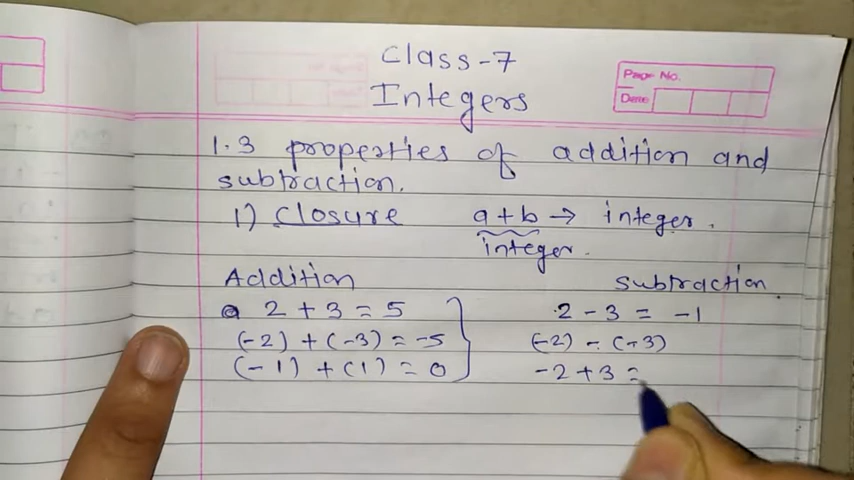 Class-7
Integers
Page No.
Date
1.3 properties of addition and
subtraction.
1) closure a+b → integer.
integer.
Addition subtraction.
2 + 3 = 5 2 - 3 = -1
(-2) + (-3) = -5 (-2) - (-3)
(-1) + (1) = 0 -2 + 3 =